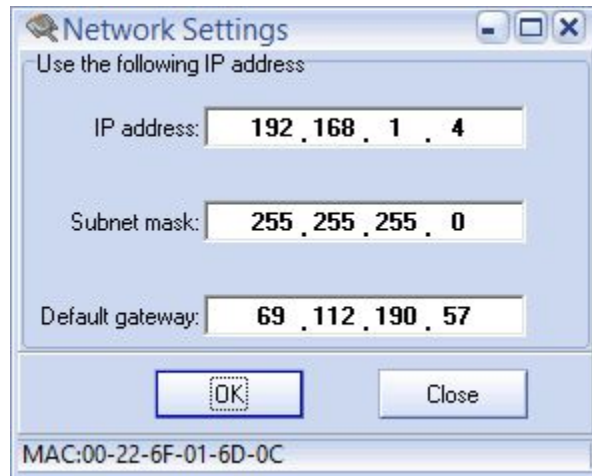 Network Settings
Use the following IP address
IP address: 192 . 168 . 1 . 4
Subnet mask: 255 . 255 . 255 . 0
Default gateway: 69 . 112 . 190 . 57
OK Close
MAC:00-22-6F-01-6D-0C